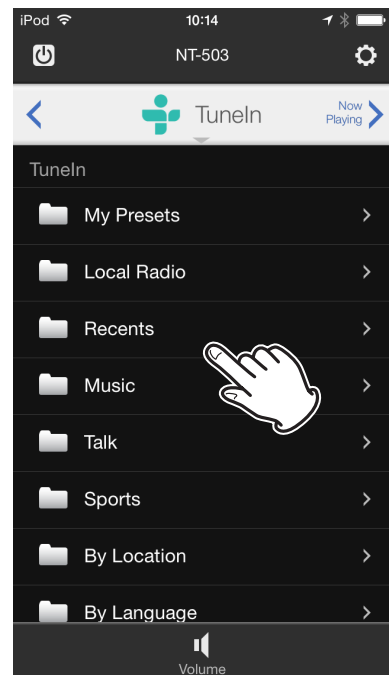 iPod 10:14
NT-503
TuneIn
Now
Playing
TuneIn
My Presets
Local Radio
Recents
Music
Talk
Sports
By Location
By Language
Volume